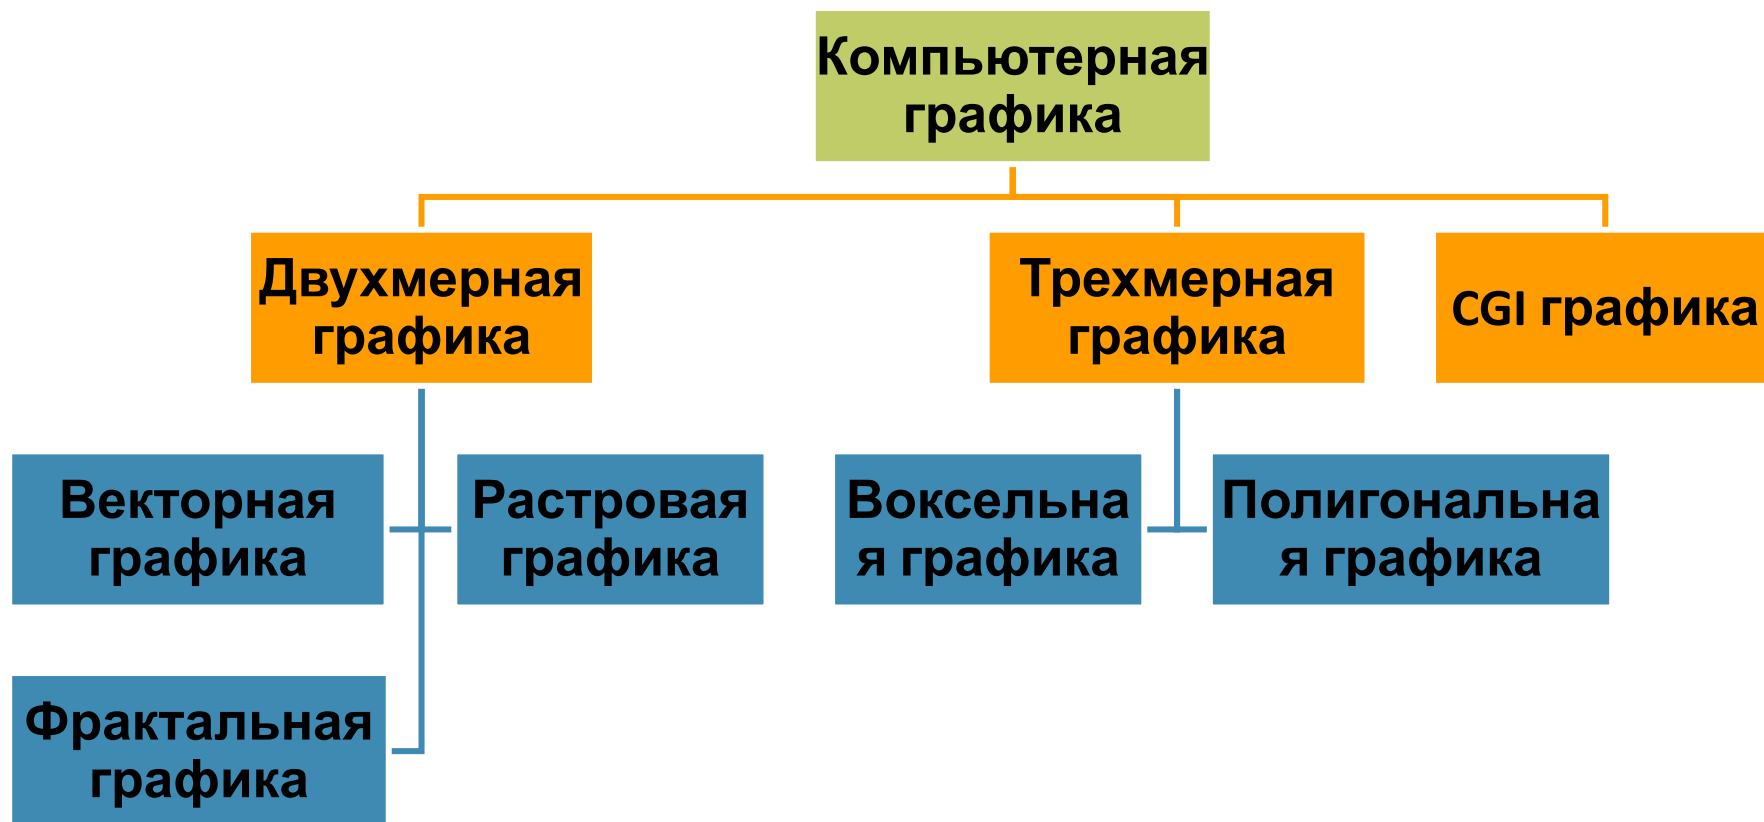 Компьютерная
графика
Двухмерная
графика
Трехмерная
графика
CGI графика
Векторная
графика
Растровая
графика
Воксельна
я графика
Полигональна
я графика
Фрактальная
графика